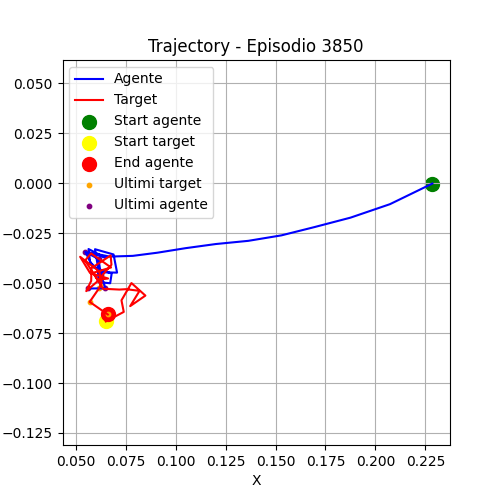 Trajectory - Episodio 3850
Agente
Target
Start agente
Start target
End agente
Ultimi target
Ultimi agente
0.050
0.025
0.000
−0.025
−0.050
−0.075
−0.100
−0.125
0.050 0.075 0.100 0.125 0.150 0.175 0.200 0.225
X